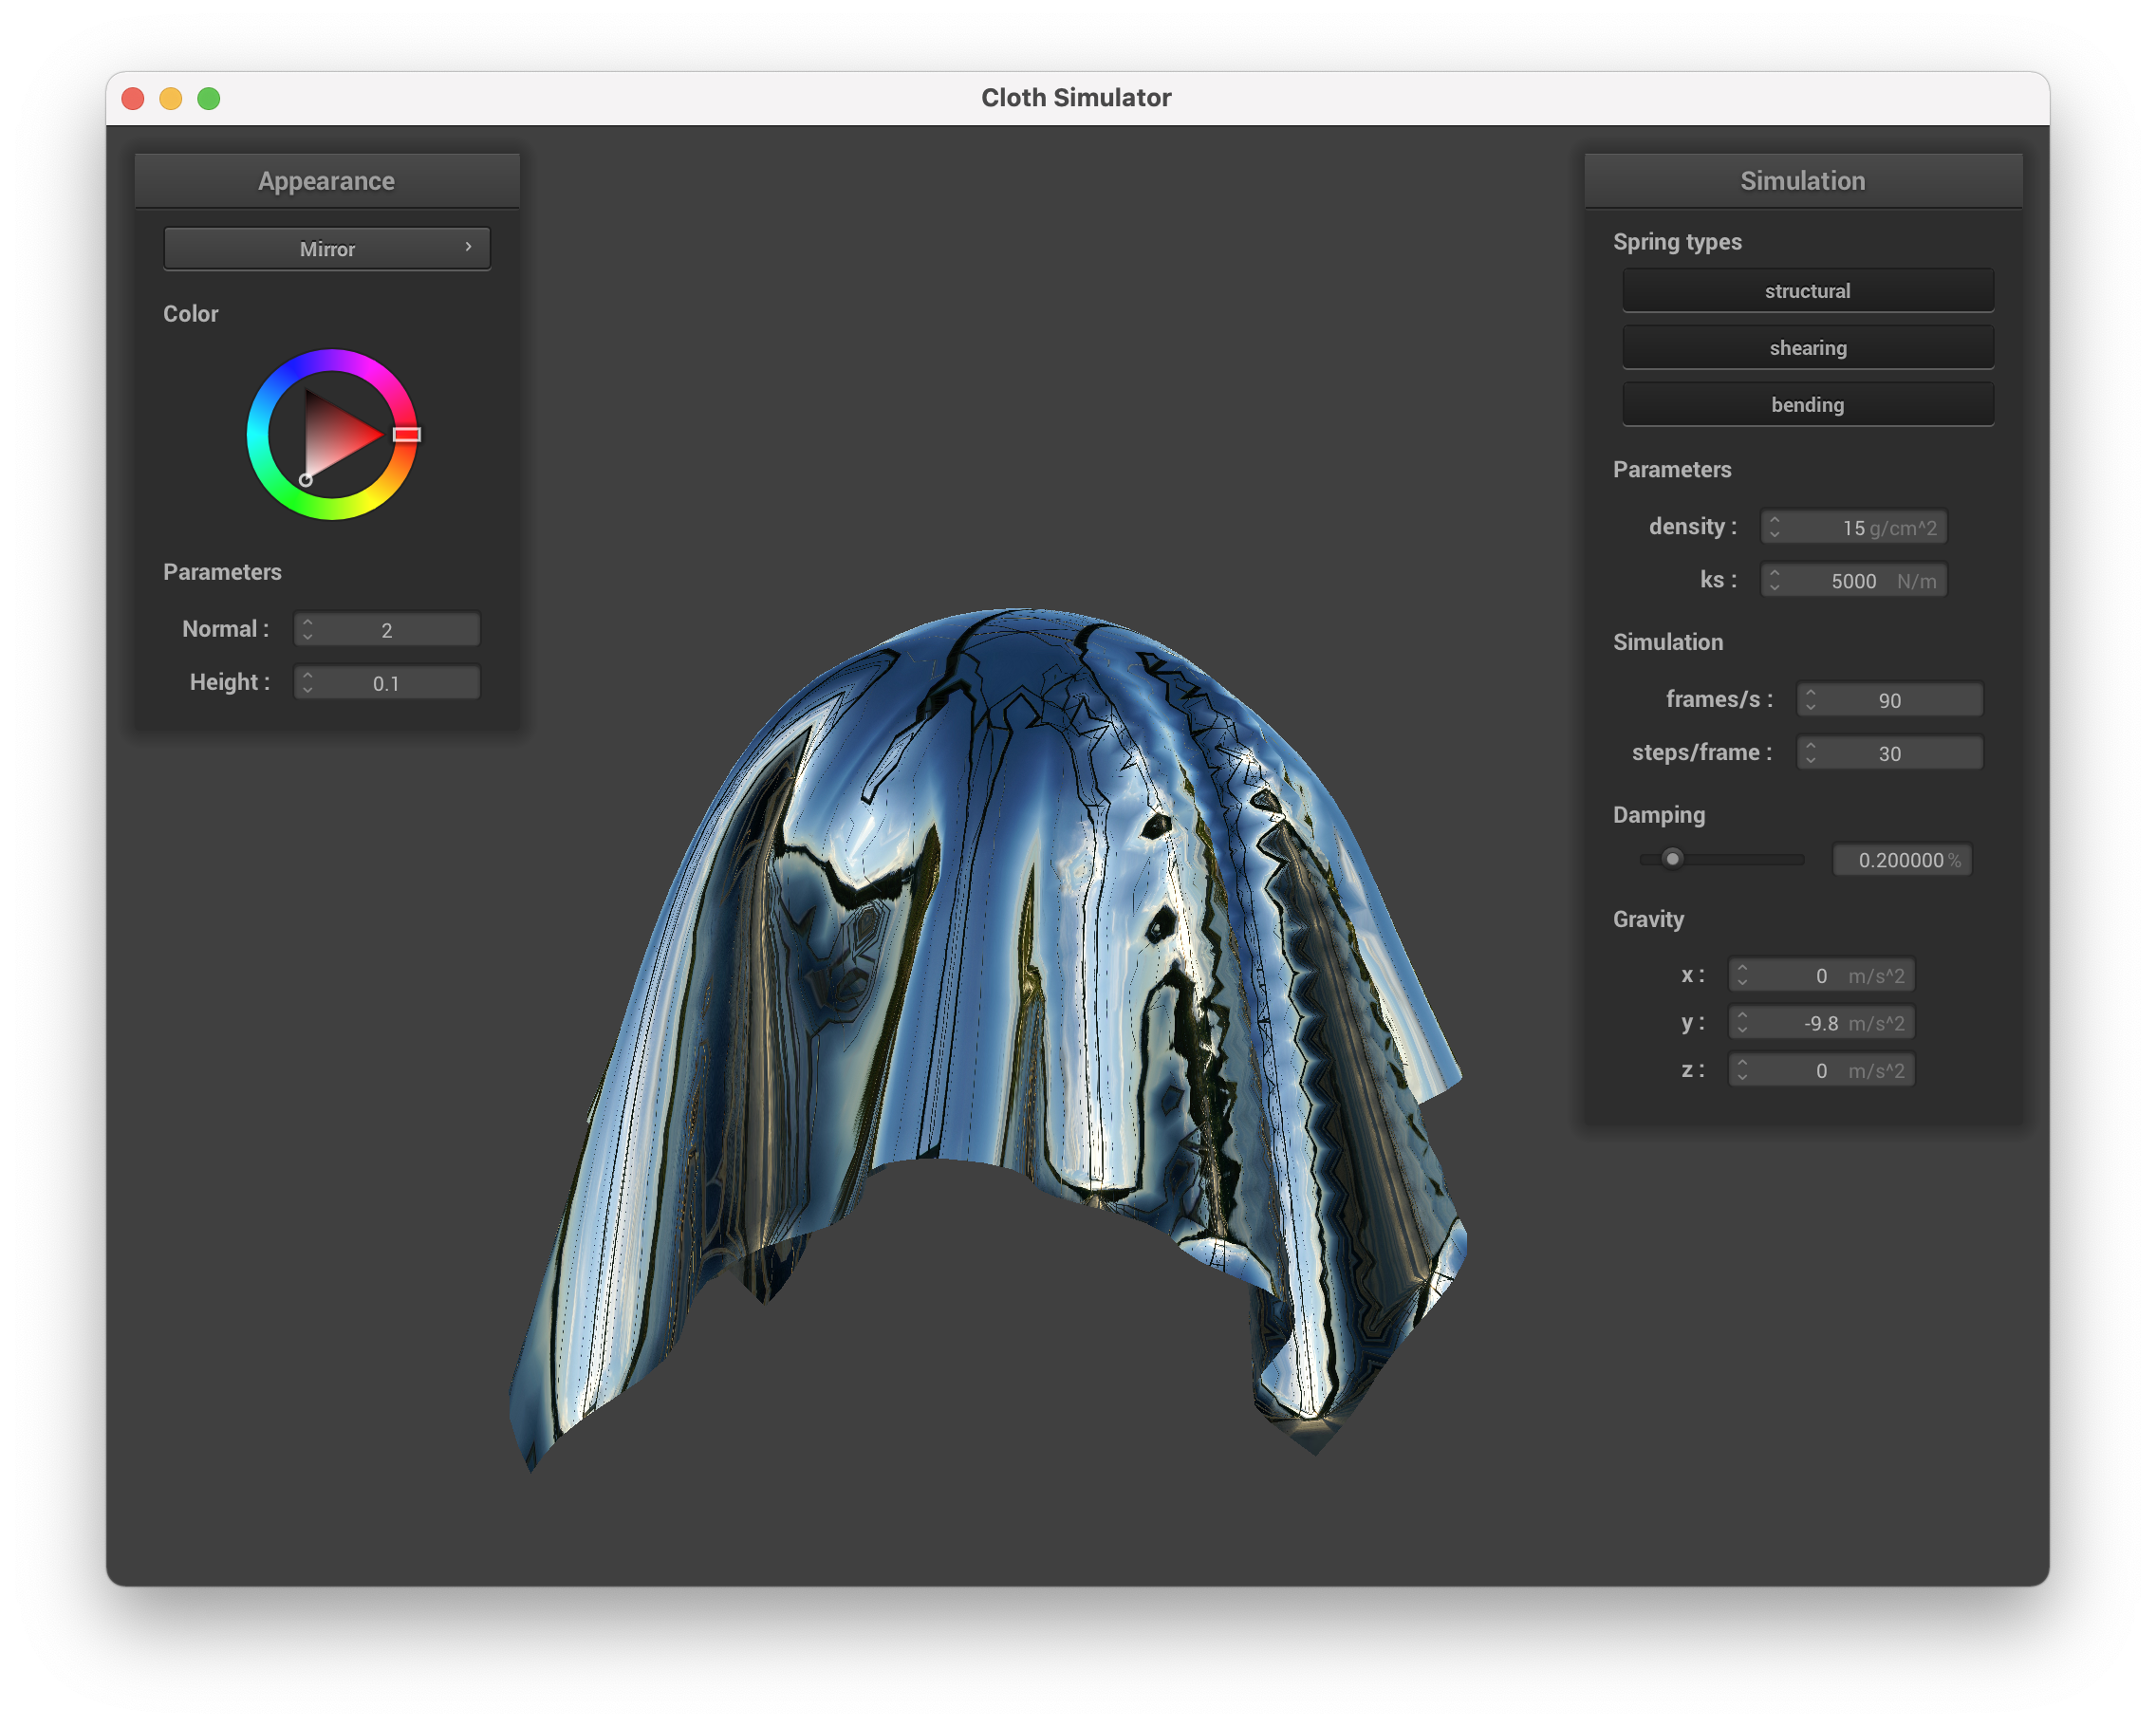 Cloth Simulator
Appearance
Mirror
Color
Parameters
Normal : 2
Height : 0.1
Simulation
Spring types
structural
shearing
bending
Parameters
density : 15 g/cm^2
ks : 5000 N/m
Simulation
frames/s : 90
steps/frame : 30
Damping
0.200000 %
Gravity
x : 0 m/s^2
y : -9.8 m/s^2
z : 0 m/s^2